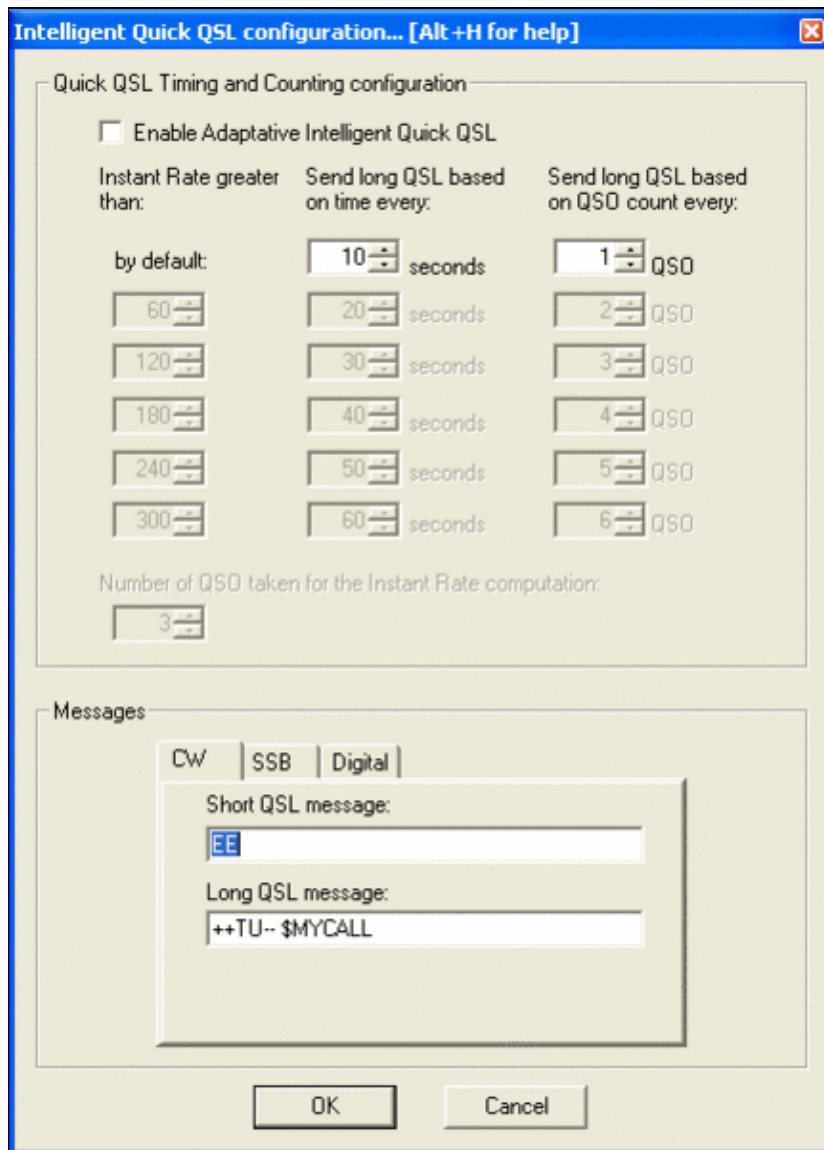 Intelligent Quick QSL configuration... [Alt+H for help]
Quick QSL Timing and Counting configuration
Enable Adaptative Intelligent Quick QSL
Instant Rate greater than:
Send long QSL based on time every:
Send long QSL based on QSO count every:
by default: 10 seconds 1 QSO
60 20 seconds 2 QSO
120 30 seconds 3 QSO
180 40 seconds 4 QSO
240 50 seconds 5 QSO
300 60 seconds 6 QSO
Number of QSO taken for the Instant Rate computation:
3
Messages
CW SSB Digital
Short QSL message:
EE
Long QSL message:
++TU-- $MYCALL
OK Cancel